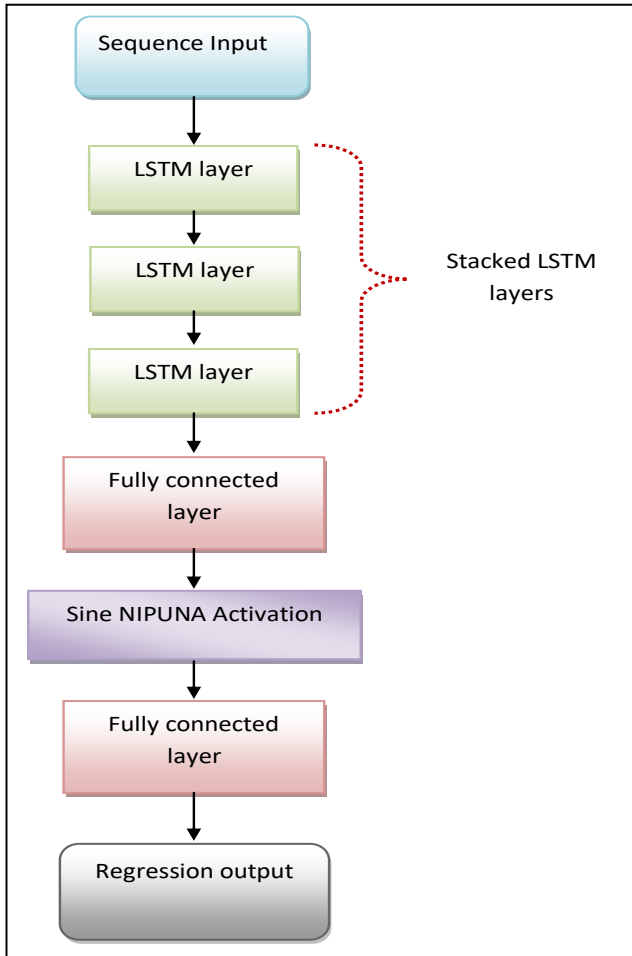 Sequence Input
LSTM layer
LSTM layer
LSTM layer
Stacked LSTM
layers
Fully connected
layer
Sine NIPUNA Activation
Fully connected
layer
Regression output